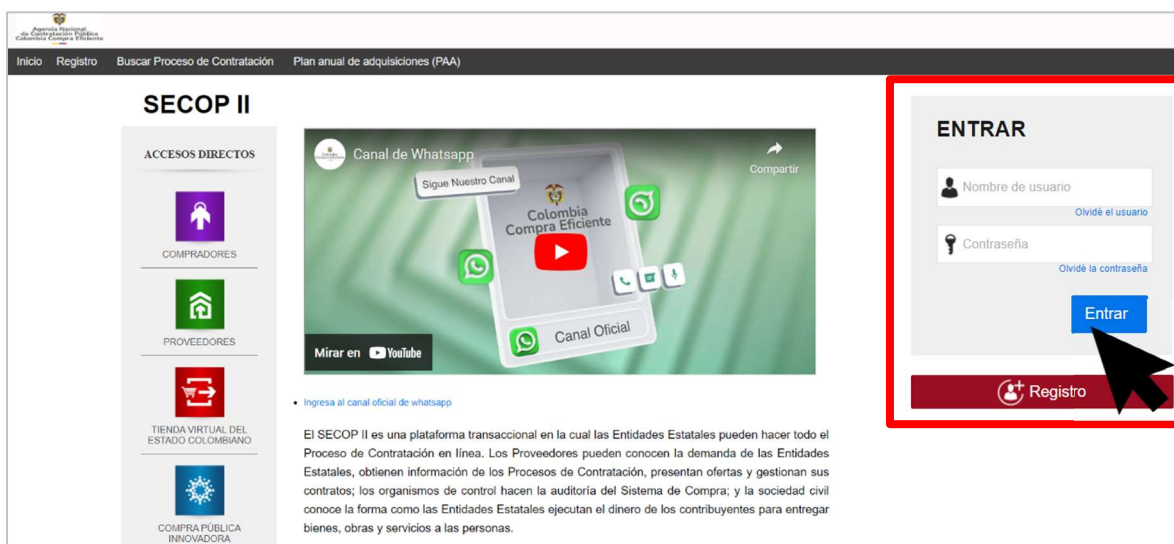 Agencia Nacional
de Contratación Pública
Colombia Compra Eficiente
Inicio Registro Buscar Proceso de Contratación Plan anual de adquisiciones (PAA)
SECOP II
ACCESOS DIRECTOS
COMPRADORES
PROVEEDORES
TIENDA VIRTUAL DEL
ESTADO COLOMBIANO
COMPRA PÚBLICA
INNOVADORA
Canal de Whatsapp
Compartir
Sigue Nuestro Canal
Colombia
Compra Eficiente
Canal Oficial
Mirar en YouTube
Ingresa al canal oficial de whatsapp
El SECOP II es una plataforma transaccional en la cual las Entidades Estatales pueden hacer todo el
Proceso de Contratación en línea. Los Proveedores pueden conocen la demanda de las Entidades
Estatales, obtienen información de los Procesos de Contratación, presentan ofertas y gestionan sus
contratos; los organismos de control hacen la auditoría del Sistema de Compra; y la sociedad civil
conoce la forma como las Entidades Estatales ejecutan el dinero de los contribuyentes para entregar
bienes, obras y servicios a las personas.
ENTRAR
Nombre de usuario
Olvidé el usuario
Contraseña
Olvidé la contraseña
Entrar
Registro